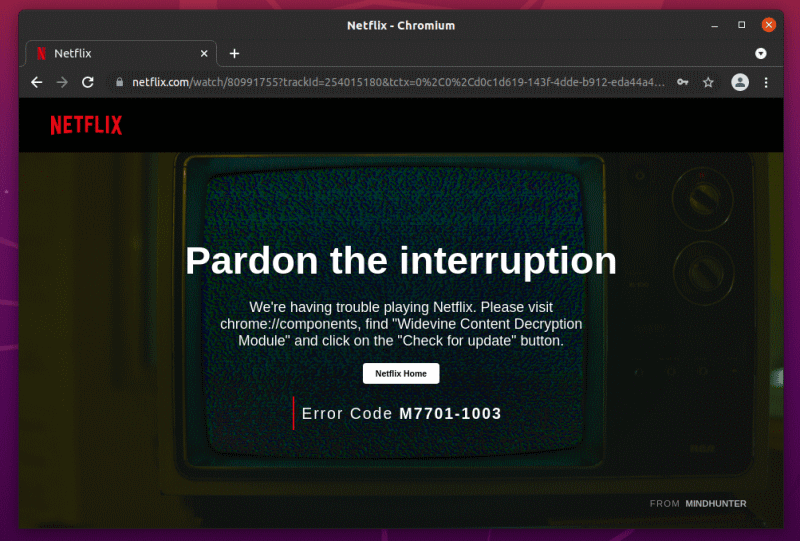 Netflix - Chromium
Netflix
netflix.com/watch/80991755?trackId=254015180&tctx=0%2C0%2Cd0c1d619-143f-4dde-b912-eda44a4...
NETFLIX
Pardon the interruption
We're having trouble playing Netflix. Please visit
chrome://components, find "Widevine Content Decryption
Module" and click on the "Check for update" button.
Netflix Home
Error Code M7701-1003
FROM MINDHUNTER